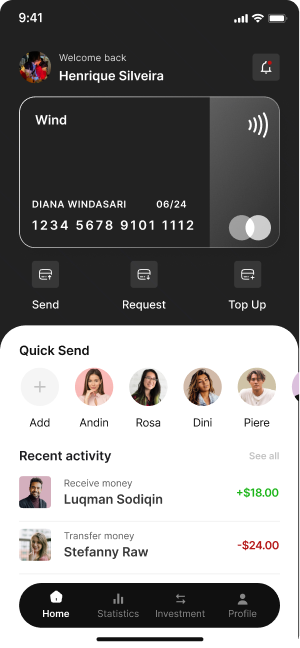 9:41
Welcome back
Henrique Silveira
Wind
DIANA WINDASARI 06/24
1234 5678 9101 1112
Send Request Top Up
Quick Send
Add Andin Rosa Dini Piere
Recent activity See all
Receive money
Luqman Sodiqin +$18.00
Transfer money
Stefanny Raw -$24.00
Home Statistics Investment Profile